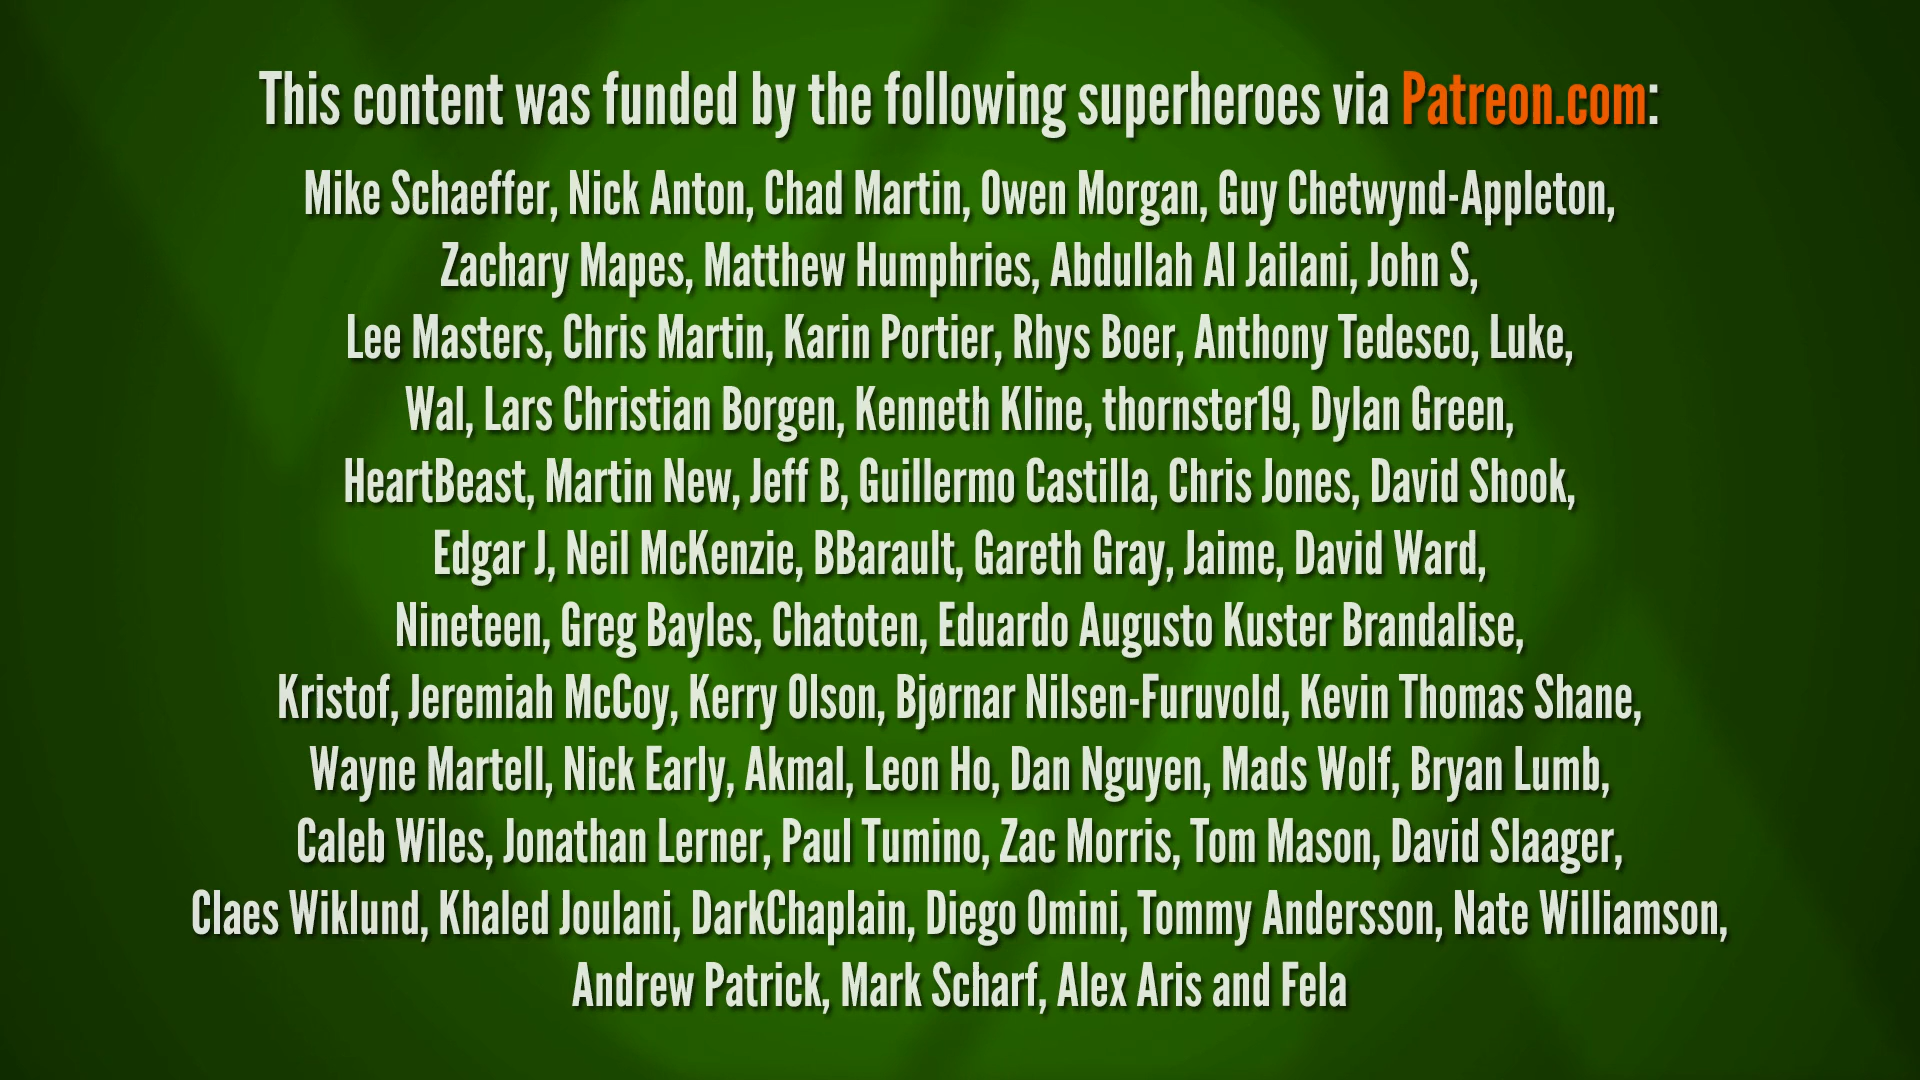 This content was funded by the following superheroes via Patreon.com:
Mike Schaeffer, Nick Anton, Chad Martin, Owen Morgan, Guy Chetwynd-Appleton,
Zachary Mapes, Matthew Humphries, Abdullah Al Jailani, John S,
Lee Masters, Chris Martin, Karin Portier, Rhys Boer, Anthony Tedesco, Luke,
Wal, Lars Christian Borgen, Kenneth Kline, thornster19, Dylan Green,
HeartBeast, Martin New, Jeff B, Guillermo Castilla, Chris Jones, David Shook,
Edgar J, Neil McKenzie, BBarault, Gareth Gray, Jaime, David Ward,
Nineteen, Greg Bayles, Chatoten, Eduardo Augusto Kuster Brandalise,
Kristof, Jeremiah McCoy, Kerry Olson, Bjørnar Nilsen-Furuvold, Kevin Thomas Shane,
Wayne Martell, Nick Early, Akmal, Leon Ho, Dan Nguyen, Mads Wolf, Bryan Lumb,
Caleb Wiles, Jonathan Lerner, Paul Tumino, Zac Morris, Tom Mason, David Slaager,
Claes Wiklund, Khaled Joulani, DarkChaplain, Diego Omini, Tommy Andersson, Nate Williamson,
Andrew Patrick, Mark Scharf, Alex Aris and Fela